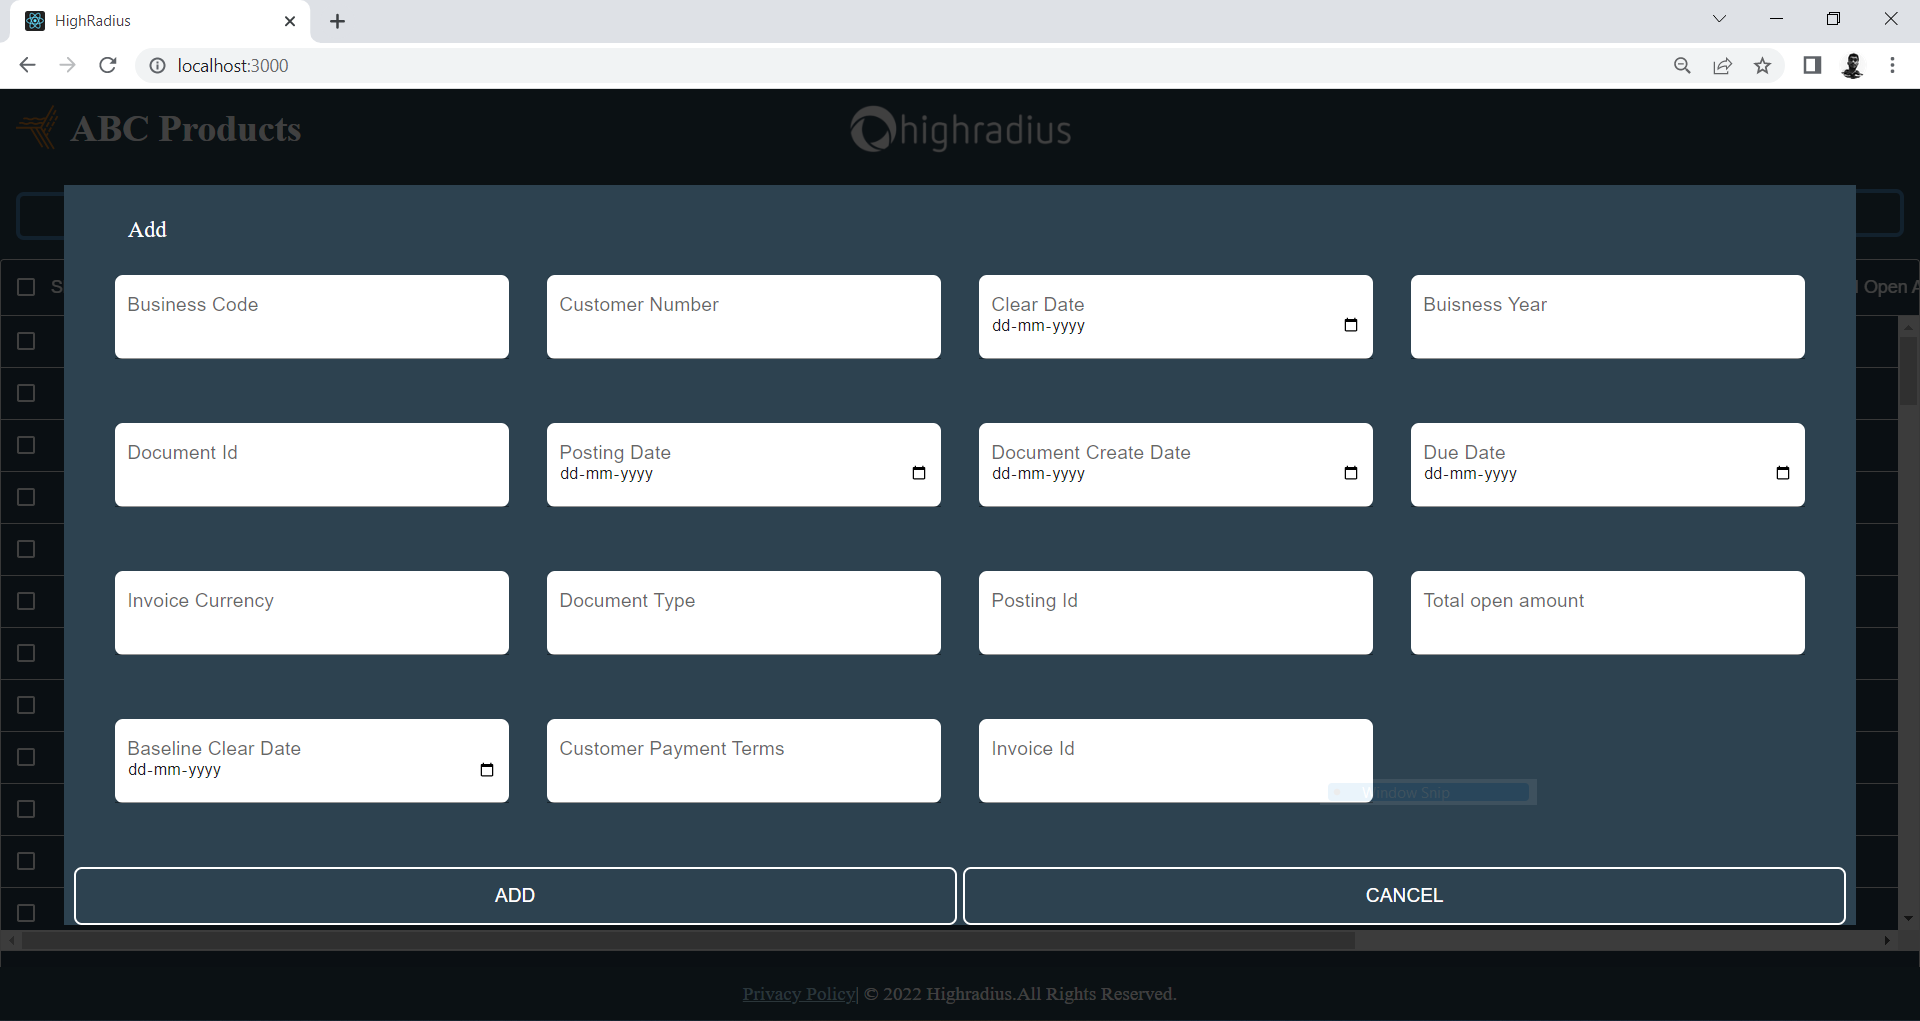 HighRadius
localhost:3000
ABC Products
highradius
Add
S
Open A
Business Code
Customer Number
Clear Date
dd-mm-yyyy
Buisness Year
Document Id
Posting Date
dd-mm-yyyy
Document Create Date
dd-mm-yyyy
Due Date
dd-mm-yyyy
Invoice Currency
Document Type
Posting Id
Total open amount
Baseline Clear Date
dd-mm-yyyy
Customer Payment Terms
Invoice Id
Window Snip
ADD
CANCEL
Privacy Policy| © 2022 Highradius.All Rights Reserved.